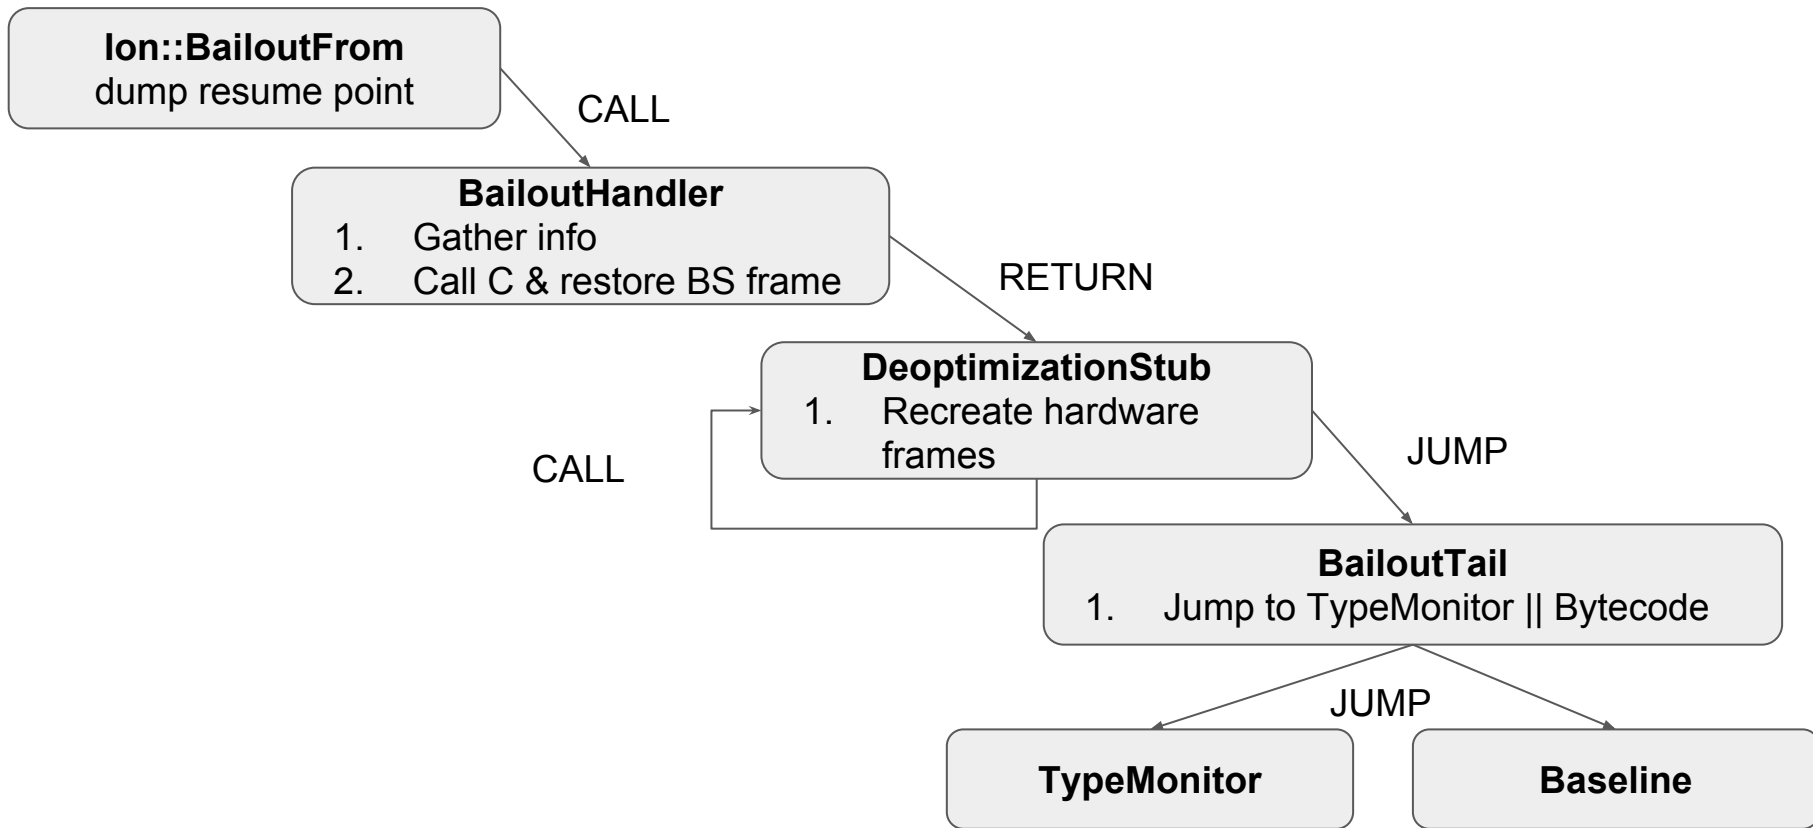 Ion::BailoutFrom
dump resume point
CALL
BailoutHandler
1. Gather info
2. Call C & restore BS frame
RETURN
DeoptimizationStub
1. Recreate hardware
frames
CALL
JUMP
BailoutTail
1. Jump to TypeMonitor || Bytecode
JUMP
TypeMonitor
Baseline